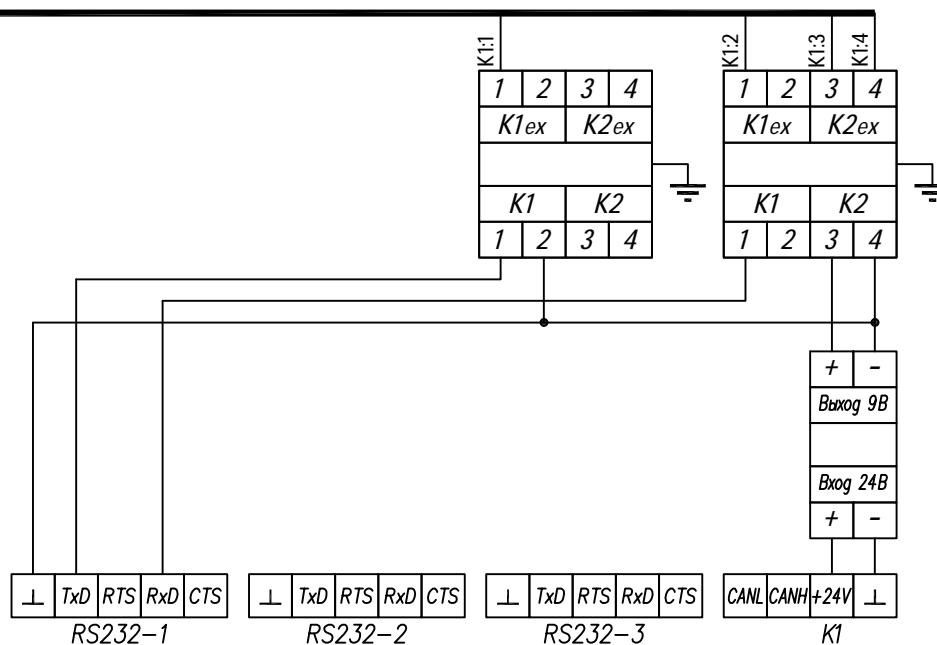 K1:1 K1:2 K1:3 K1:4
1 2 3 4 1 2 3 4
K1ex K2ex K1ex K2ex
K1 K2 K1 K2
1 2 3 4 1 2 3 4
+ -
Выход 9В
Вход 24В
+ -
⊥ TxD RTS RxD CTS ⊥ TxD RTS RxD CTS ⊥ TxD RTS RxD CTS CANL CANH +24V ⊥
RS232-1 RS232-2 RS232-3 K1